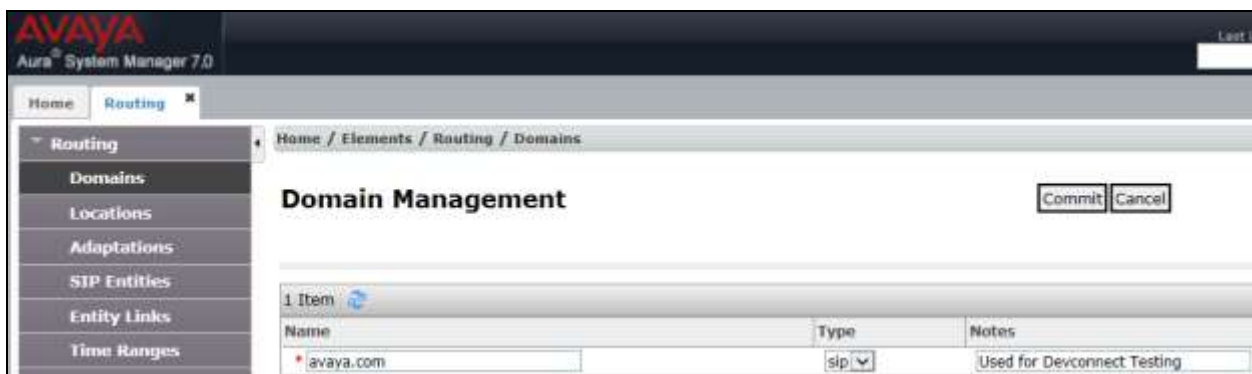 AVAYA
Aura® System Manager 7.0
Last
Home Routing ✖
Routing
Home / Elements / Routing / Domains
Domains
Domain Management
Commit Cancel
Locations
Adaptations
SIP Entities
1 Item
Entity Links
Name Type Notes
Time Ranges
* avaya.com sip Used for Devconnect Testing